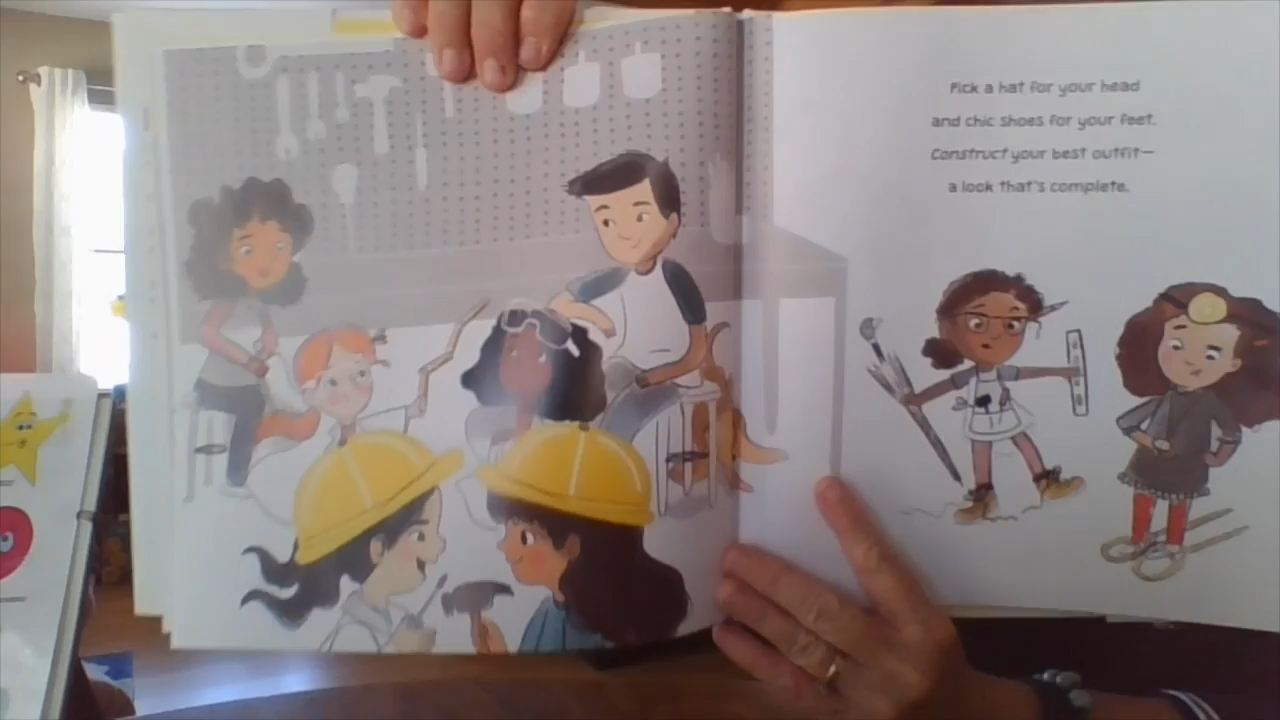 Pick a hat for your head
and chic shoes for your feet.
Construct your best outfit—
a look that's complete.